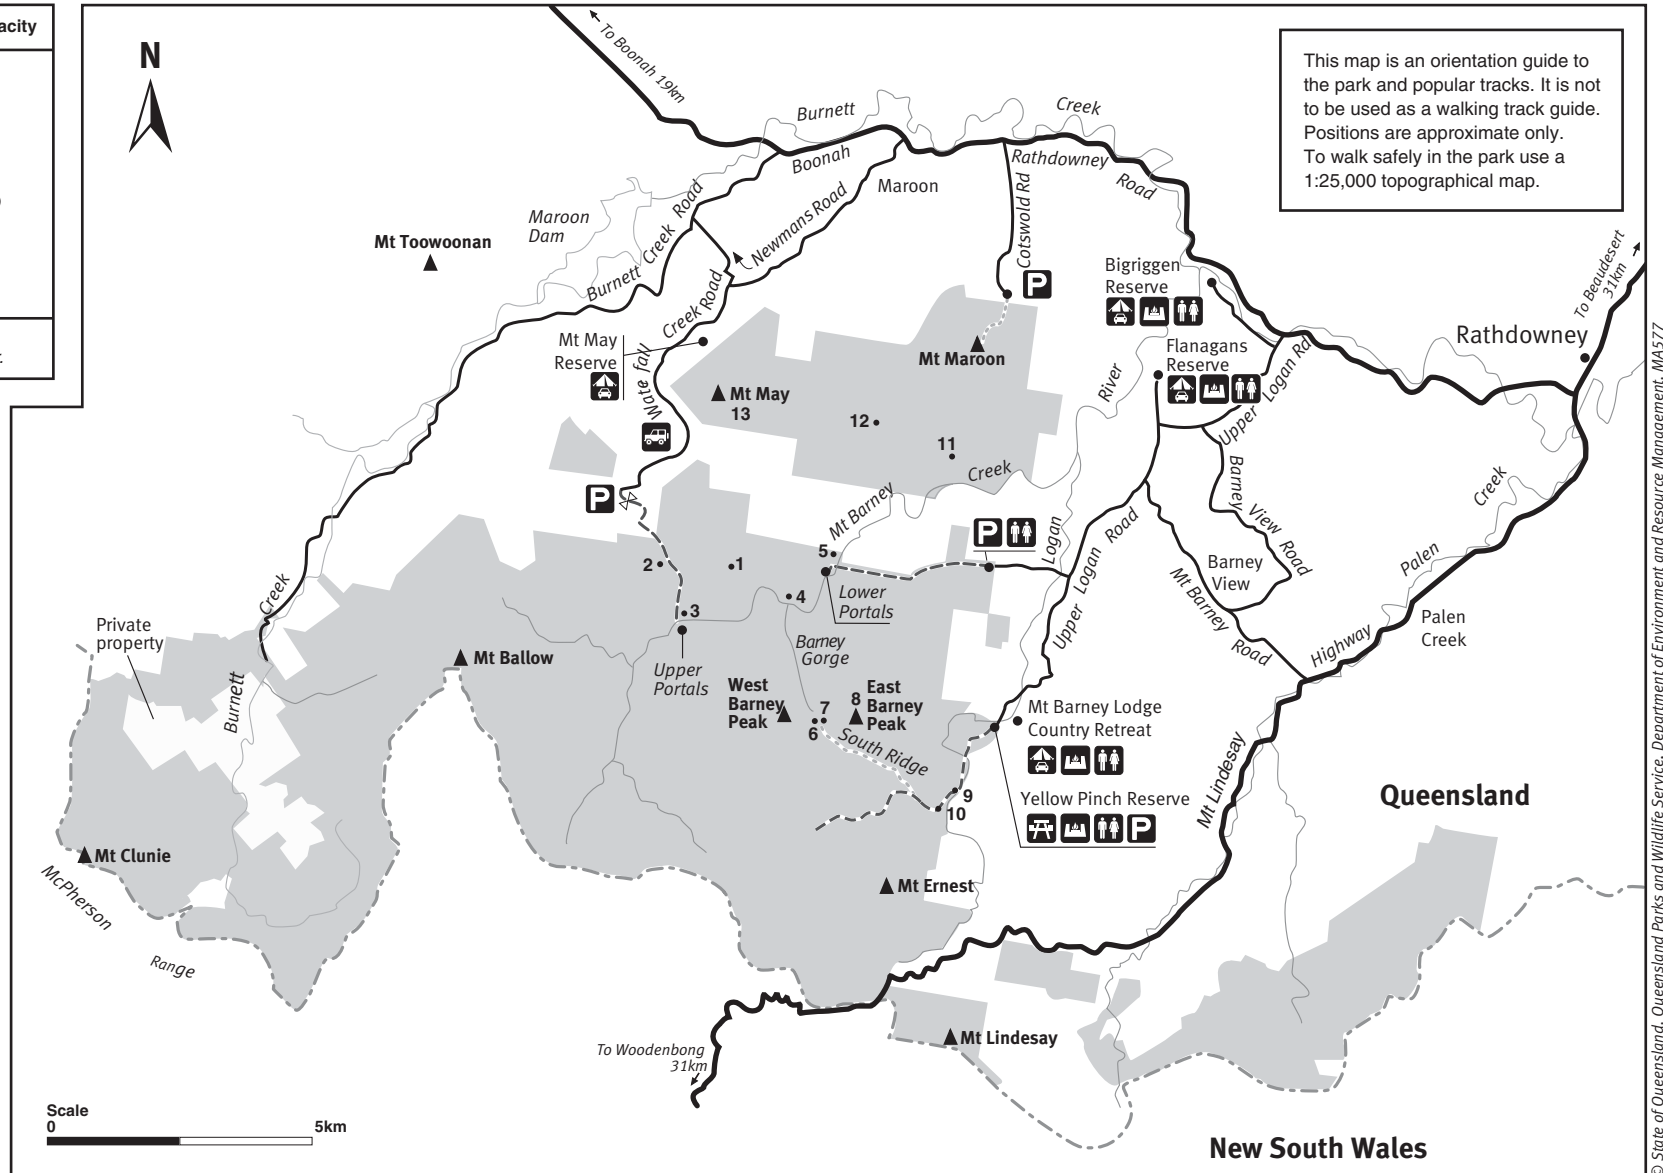 acity
N
To Boonah 19km
Burnett
Creek
This map is an orientation guide to
the park and popular tracks. It is not
to be used as a walking track guide.
Positions are approximate only.
To walk safely in the park use a
1:25,000 topographical map.
Boonah
Rathdowney
Road
Maroon
Cotswold Rd
Newmans Road
Maroon
Dam
Burnett Creek Road
Mt Toowoonan
To Beaudesert
31km
Bigriggen
Reserve
P
Rathdowney
Mt May
Reserve
Wate fall Creek Road
Mt Maroon
Flanagans
Reserve
River
Upper Logan Rd
Mt May
13
12
11
Creek
Mt Barney
P
P
Logan
Upper Logan Road
Barney View Road
Barney
View
Mt Barney Road
Palen
Creek
Palen
Creek
Highway
5
2
1
4
3
Lower
Portals
Creek
Private
property
Mt Ballow
Upper
Portals
Barney
Gorge
Burnett
West
Barney
Peak
7
6
8
East
Barney
Peak
South Ridge
Mt Barney Lodge
Country Retreat
9
10
Yellow Pinch Reserve
P
Mt Lindesay
Queensland
Mt Clunie
McPherson
Range
Mt Ernest
Mt Lindesay
To Woodenbong
31km
Scale
0
5km
New South Wales
© State of Queensland. Queensland Parks and Wildlife Service, Department of Environment and Resource Management. MA577